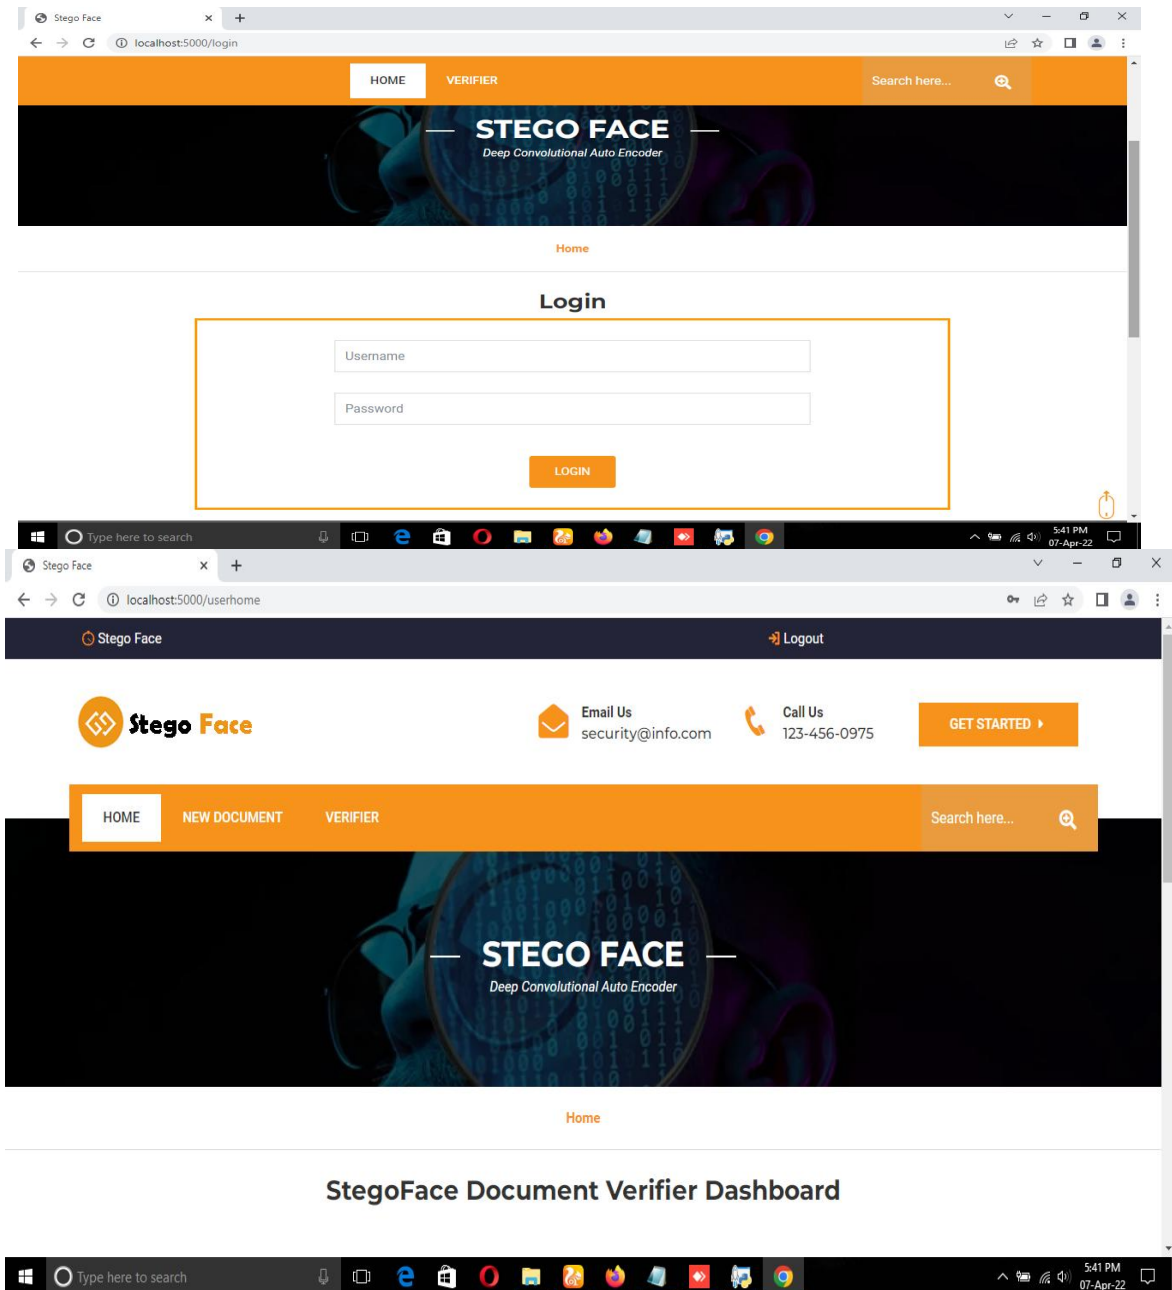 Stego Face
localhost:5000/login
HOME VERIFIER Search here...
STEGO FACE
Deep Convolutional Auto Encoder
Home
Login
Username
Password
LOGIN
Type here to search
5:41 PM
07-Apr-22
Stego Face
localhost:5000/userhome
Stego Face Logout
Stego Face
Email Us
security@info.com
Call Us
123-456-0975
GET STARTED
HOME NEW DOCUMENT VERIFIER Search here...
STEGO FACE
Deep Convolutional Auto Encoder
Home
StegoFace Document Verifier Dashboard
Type here to search
5:41 PM
07-Apr-22